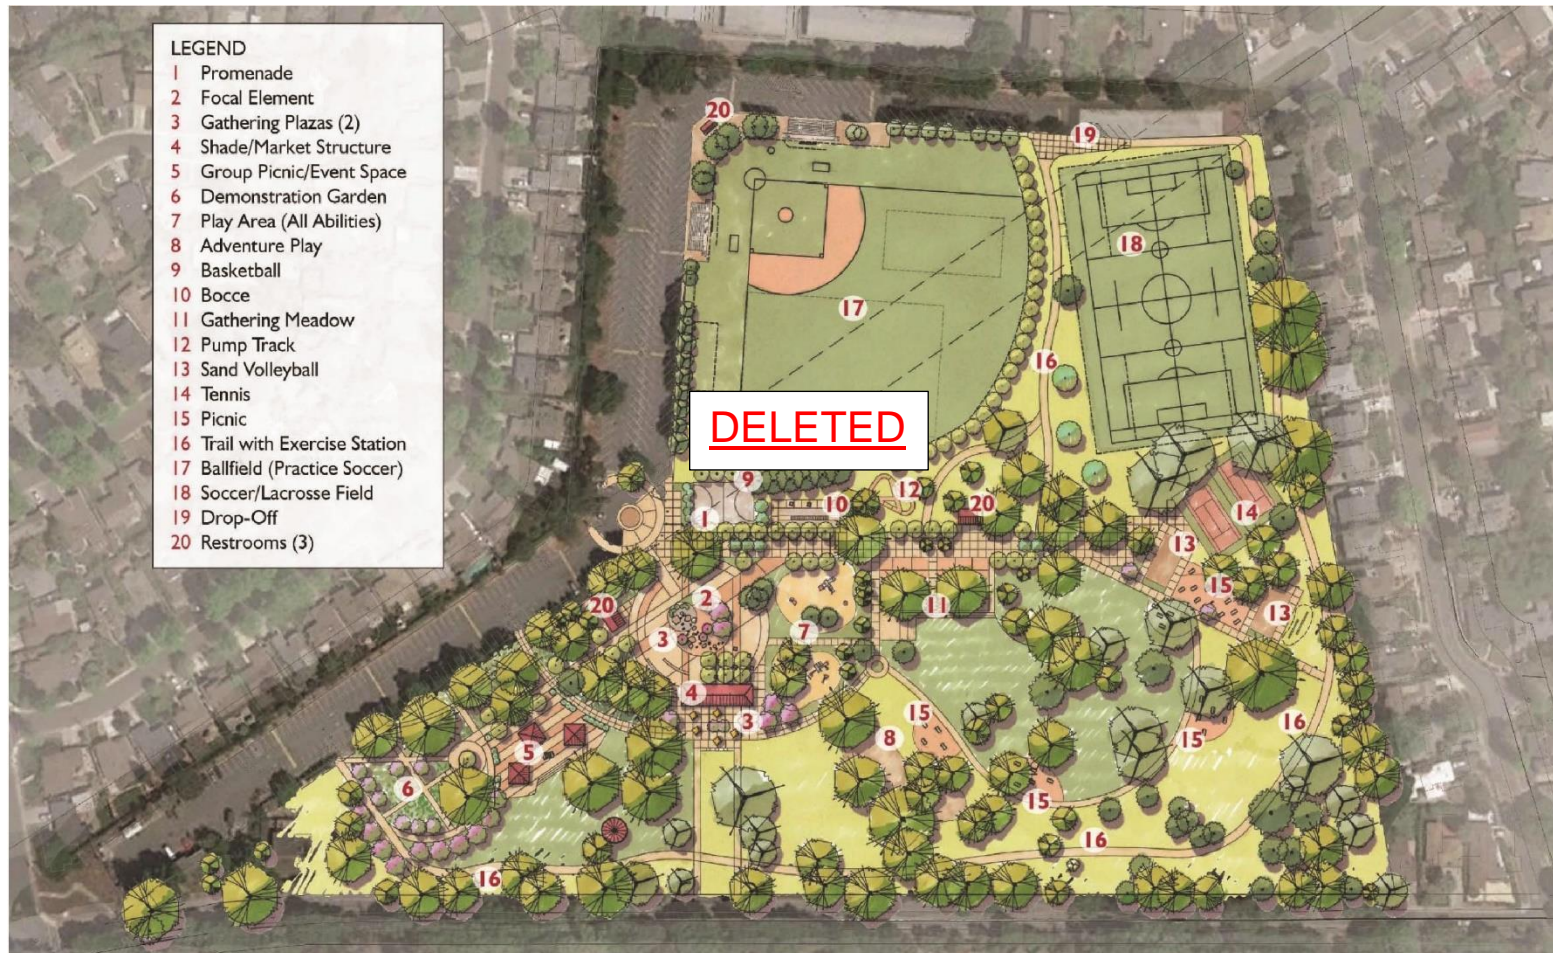 LEGEND
1 Promenade
2 Focal Element
3 Gathering Plazas (2)
4 Shade/Market Structure
5 Group Picnic/Event Space
6 Demonstration Garden
7 Play Area (All Abilities)
8 Adventure Play
9 Basketball
10 Bocce
11 Gathering Meadow
12 Pump Track
13 Sand Volleyball
14 Tennis
15 Picnic
16 Trail with Exercise Station
17 Ballfield (Practice Soccer)
18 Soccer/Lacrosse Field
19 Drop-Off
20 Restrooms (3)
20
19
18
17
16
DELETED
9
12
10
20
14
1
13
15
2
11
13
20
3
7
4
3
15
16
15
5
8
6
15
16
16